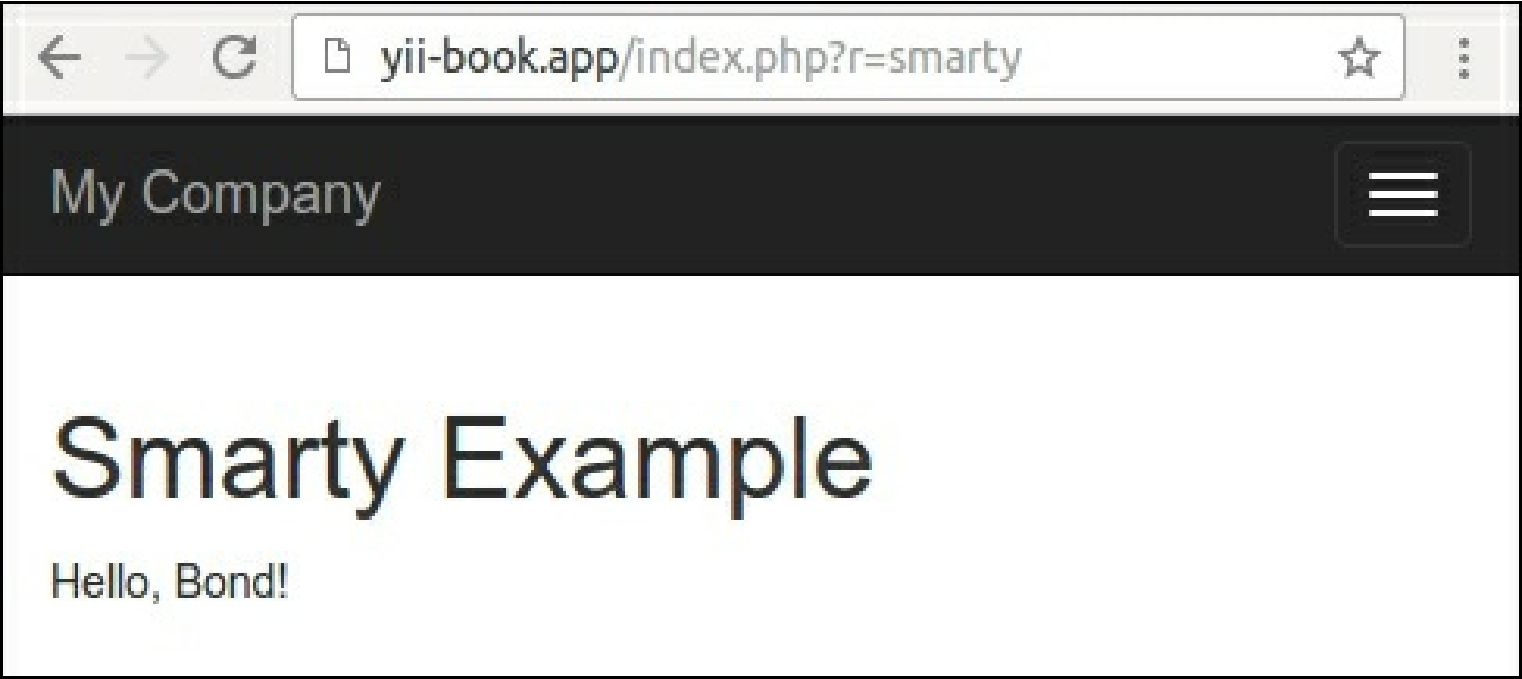 yii-book.app/index.php?r=smarty
My Company
Smarty Example
Hello, Bond!